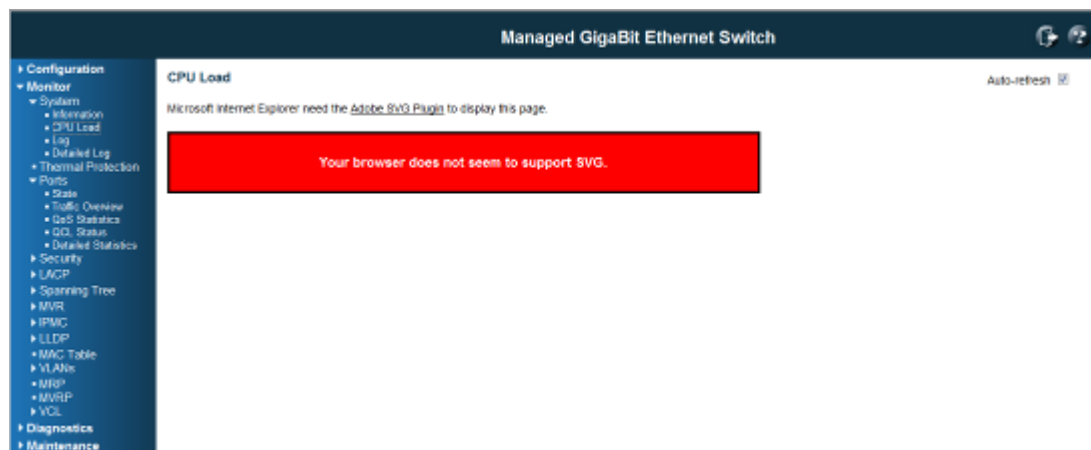 Managed GigaBit Ethernet Switch
Configuration
Monitor
System
Information
CPU Load
Log
Detailed Log
Thermal Protection
Ports
State
Traffic Overview
QoS Statistics
QCL Status
Detailed Statistics
Security
LACP
Spanning Tree
MVR
IPMC
LLDP
MAC Table
VLANs
MRP
MVRP
VCL
Diagnostics
Maintenance
CPU Load
Auto-refresh
Microsoft Internet Explorer need the Adobe SVG Plugin to display this page.
Your browser does not seem to support SVG.